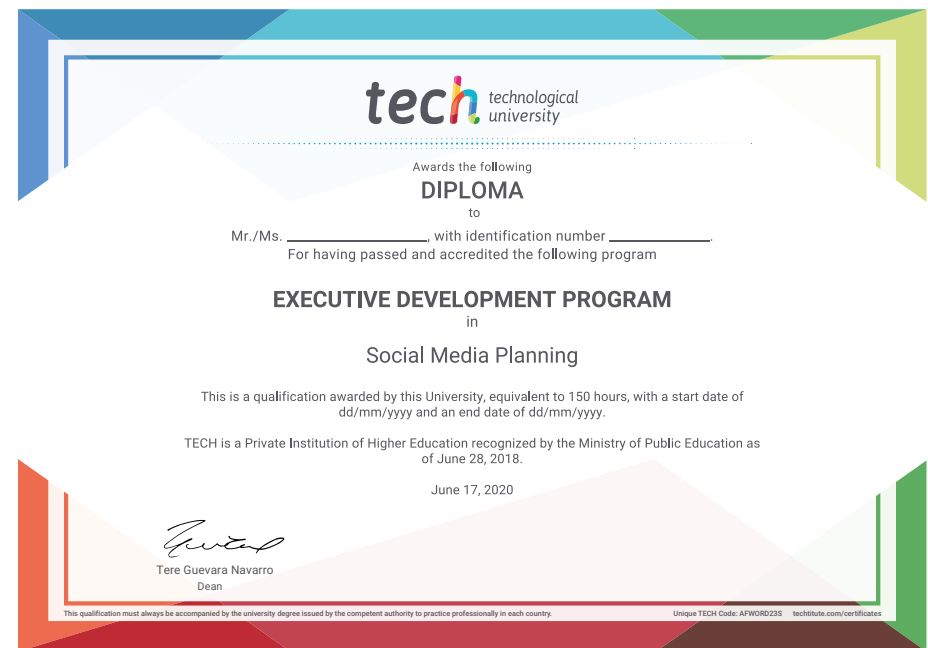 tech technological
university
Awards the following
DIPLOMA
to
Mr./Ms. ____________________, with identification number ______________.
For having passed and accredited the following program
EXECUTIVE DEVELOPMENT PROGRAM
in
Social Media Planning
This is a qualification awarded by this University, equivalent to 150 hours, with a start date of
dd/mm/yyyy and an end date of dd/mm/yyyy.
TECH is a Private Institution of Higher Education recognized by the Ministry of Public Education as
of June 28, 2018.
June 17, 2020
Tere Guevara Navarro
Dean
This qualification must always be accompanied by the university degree issued by the competent authority to practice professionally in each country.
Unique TECH Code: AFWORD23S techtitute.com/certificates